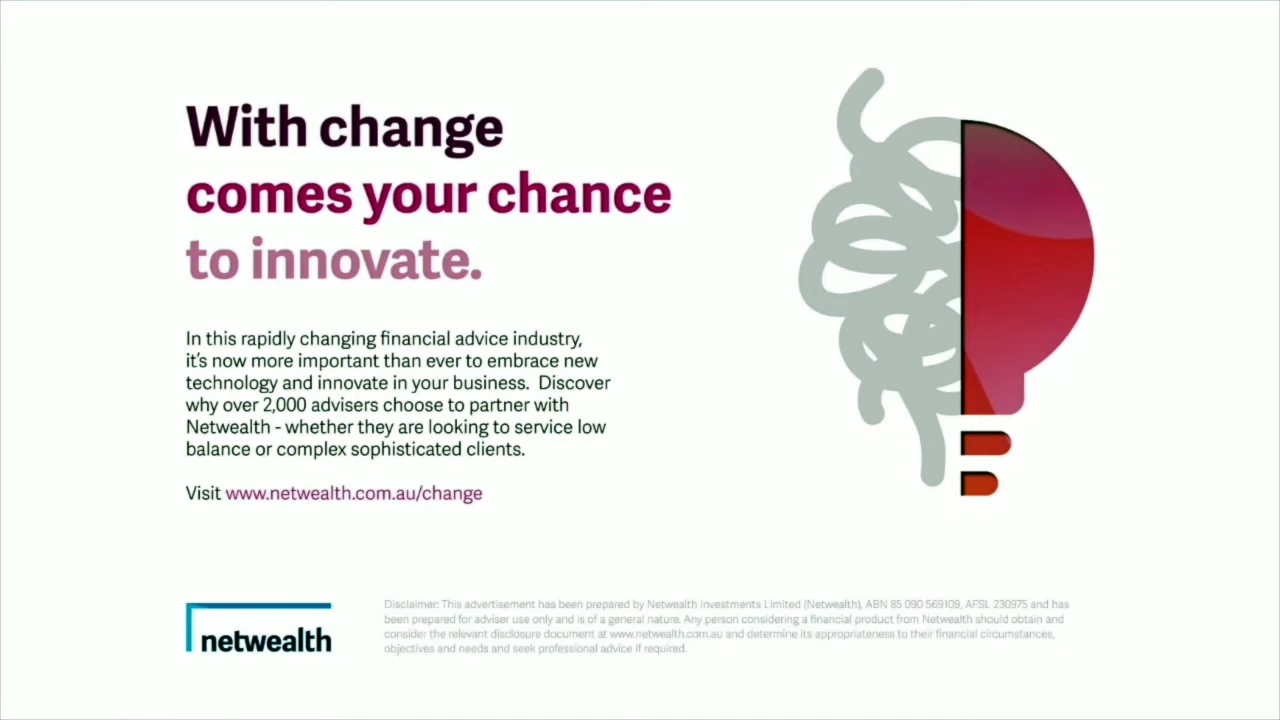 With change
comes your chance
to innovate.
In this rapidly changing financial advice industry,
it's now more important than ever to embrace new
technology and innovate in your business.  Discover
why over 2,000 advisers choose to partner with
Netwealth - whether they are looking to service low
balance or complex sophisticated clients.
Visit www.netwealth.com.au/change
netwealth
Disclaimer: This advertisement has been prepared by Netwealth Investments Limited (Netwealth), ABN 85 090 569109, AFSL 230975 and has
been prepared for adviser use only and is of a general nature. Any person considering a financial product from Netwealth should obtain and
consider the relevant disclosure document at www.netwealth.com.au and determine its appropriateness to their financial circumstances,
objectives and needs and seek professional advice if required.